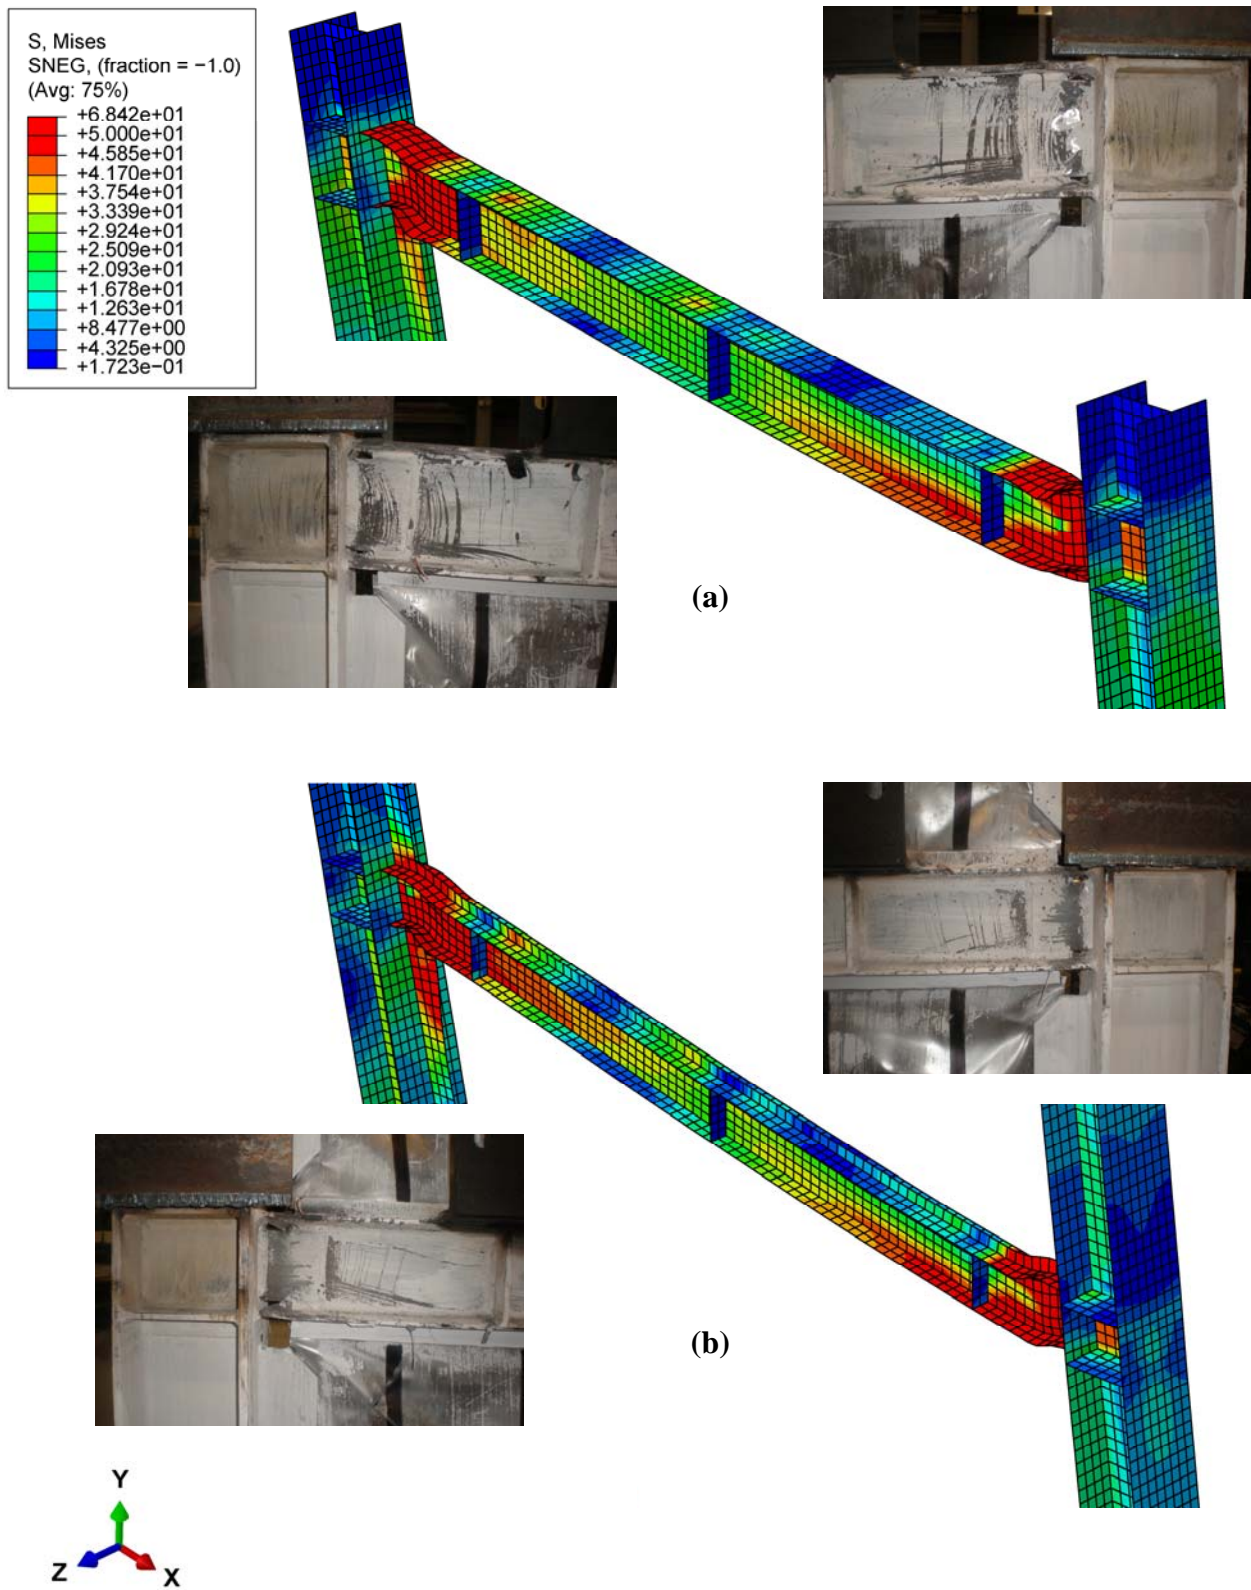 S, Mises
SNEG, (fraction = −1.0)
(Avg: 75%)
+6.842e+01
+5.000e+01
+4.585e+01
+4.170e+01
+3.754e+01
+3.339e+01
+2.924e+01
+2.509e+01
+2.093e+01
+1.678e+01
+1.263e+01
+8.477e+00
+4.325e+00
+1.723e−01
(a)
(b)
Y
Z
X